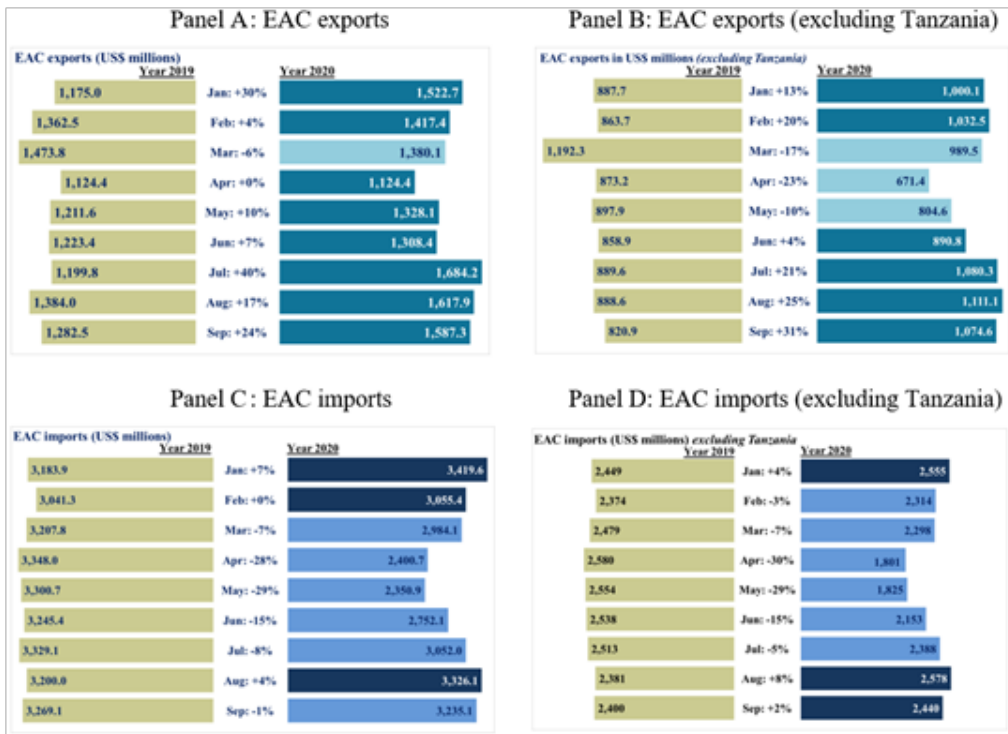 Panel A: EAC exports
EAC exports (US$ millions)
Year 2019 Year 2020
1,175.0 Jan: +30% 1,522.7
1,362.5 Feb: +4% 1,417.4
1,473.8 Mar: -6% 1,380.1
1,124.4 Apr: +0% 1,124.4
1,211.6 May: +10% 1,328.1
1,223.4 Jun: +7% 1,308.4
1,199.8 Jul: +40% 1,684.2
1,384.0 Aug: +17% 1,617.9
1,282.5 Sep: +24% 1,587.3
Panel B: EAC exports (excluding Tanzania)
EAC exports in US$ millions (excluding Tanzania)
Year 2019 Year 2020
887.7 Jan: +13% 1,000.1
863.7 Feb: +20% 1,032.5
1,192.3 Mar: -17% 989.5
873.2 Apr: -23% 671.4
897.9 May: -10% 804.6
858.9 Jun: +4% 890.8
889.6 Jul: +21% 1,080.3
888.6 Aug: +25% 1,111.1
820.9 Sep: +31% 1,074.6
Panel C: EAC imports
EAC imports (US$ millions)
Year 2019 Year 2020
3,183.9 Jan: +7% 3,419.6
3,041.3 Feb: +0% 3,055.4
3,207.8 Mar: -7% 2,984.1
3,348.0 Apr: -28% 2,400.7
3,300.7 May: -29% 2,350.9
3,245.4 Jun: -15% 2,752.1
3,329.1 Jul: -8% 3,052.0
3,200.0 Aug: +4% 3,326.1
3,269.1 Sep: -1% 3,235.1
Panel D: EAC imports (excluding Tanzania)
EAC imports (US$ millions) excluding Tanzania
Year 2019 Year 2020
2,449 Jan: +4% 2,555
2,374 Feb: -3% 2,314
2,479 Mar: -7% 2,298
2,580 Apr: -30% 1,801
2,554 May: -29% 1,825
2,538 Jun: -15% 2,153
2,513 Jul: -5% 2,388
2,381 Aug: +8% 2,578
2,400 Sep: +2% 2,440